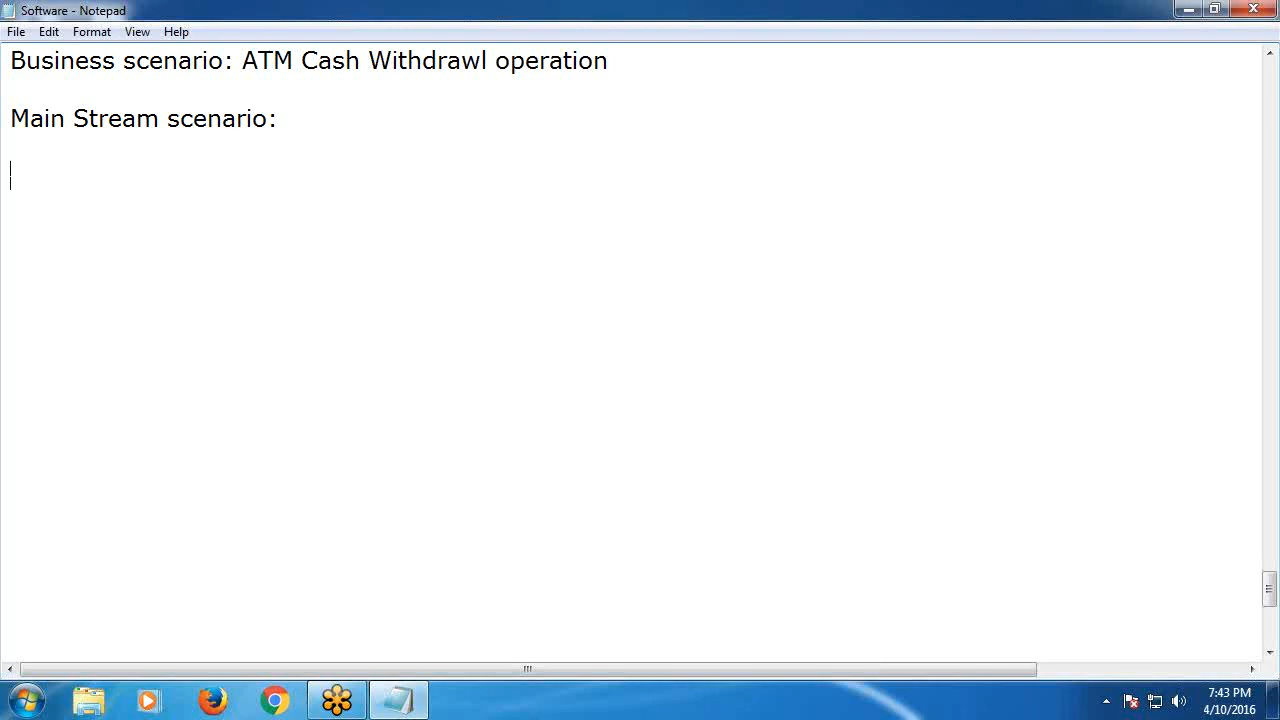 Software - Notepad
File Edit Format View Help
Business scenario: ATM Cash Withdrawl operation
Main Stream scenario:
7:43 PM
4/10/2016